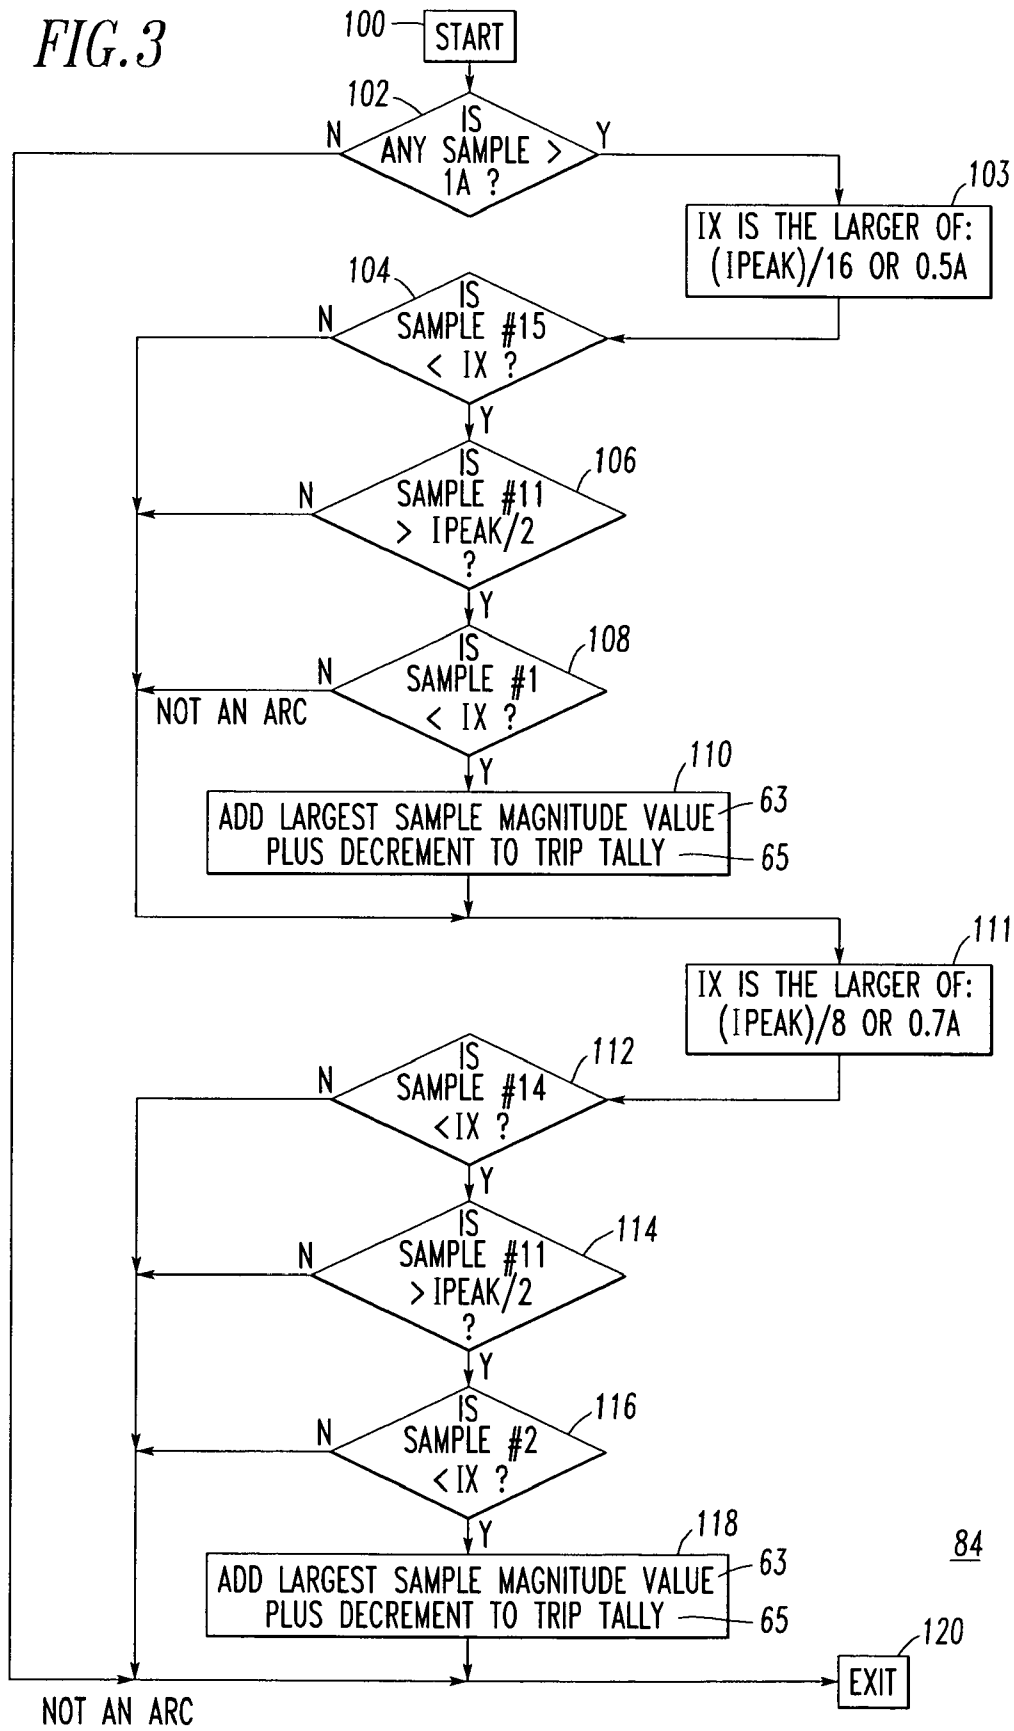 FIG.3
100
START
102
N
IS
ANY SAMPLE >
1A ?
Y
103
IX IS THE LARGER OF:
(IPEAK)/16 OR 0.5A
104
N
IS
SAMPLE #15
< IX ?
Y
106
N
IS
SAMPLE #11
> IPEAK/2
?
Y
108
N
IS
SAMPLE #1
< IX ?
NOT AN ARC
Y
110
ADD LARGEST SAMPLE MAGNITUDE VALUE
63
PLUS DECREMENT TO TRIP TALLY
65
111
IX IS THE LARGER OF:
(IPEAK)/8 OR 0.7A
112
N
IS
SAMPLE #14
<IX ?
Y
114
N
IS
SAMPLE #11
>IPEAK/2
?
Y
116
N
IS
SAMPLE #2
<IX ?
Y
118
84
ADD LARGEST SAMPLE MAGNITUDE VALUE
63
PLUS DECREMENT TO TRIP TALLY
65
120
EXIT
NOT AN ARC